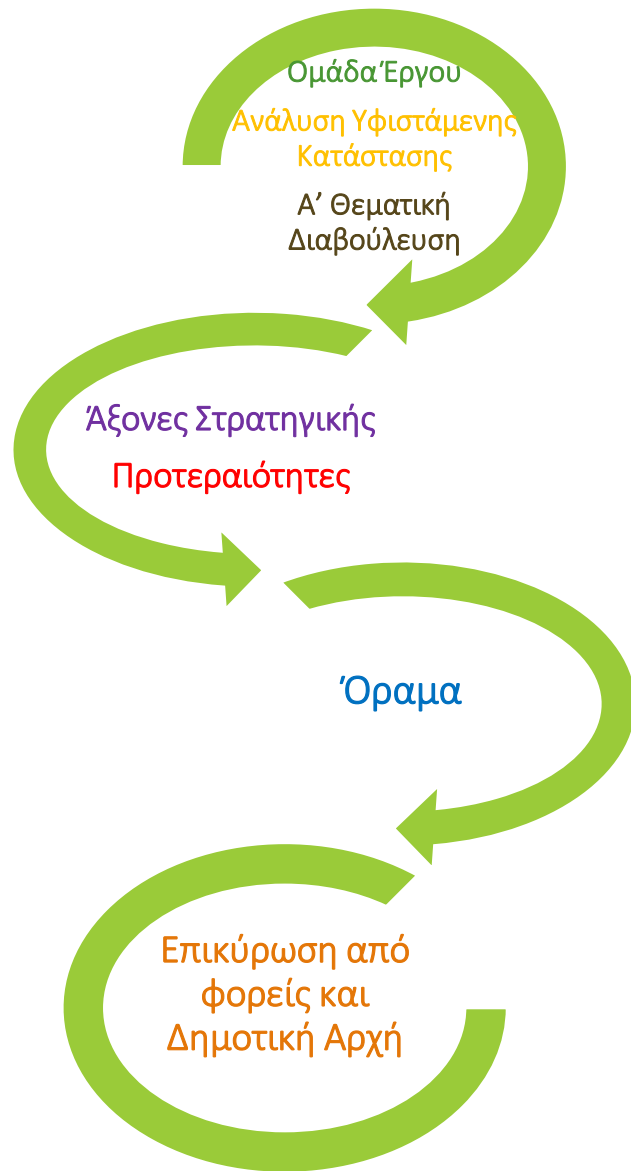 Ομάδα Έργου
Ανάλυση Υφιστάμενης
Κατάστασης
Α’ Θεματική
Διαβούλευση
Άξονες Στρατηγικής
Προτεραιότητες
Όραμα
Επικύρωση από
φορείς και
Δημοτική Αρχή